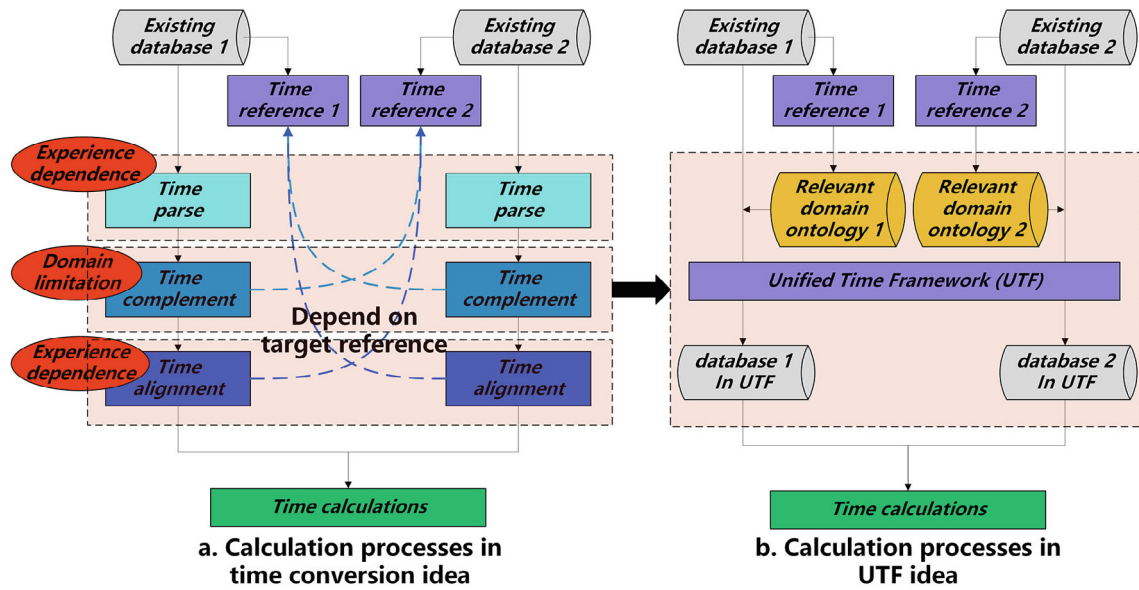 Existing
database 1
Existing
database 2
Time
reference 1
Time
reference 2
Experience
dependence
Time
parse
Time
parse
Domain
limitation
Time
complement
Time
complement
Depend on
target reference
Experience
dependence
Time
alignment
Time
alignment
Time calculations
a. Calculation processes in
time conversion idea
Existing
database 1
Existing
database 2
Time
reference 1
Time
reference 2
Relevant
domain
ontology 1
Relevant
domain
ontology 2
Unified Time Framework (UTF)
database 1
In UTF
database 2
In UTF
Time calculations
b. Calculation processes in
UTF idea